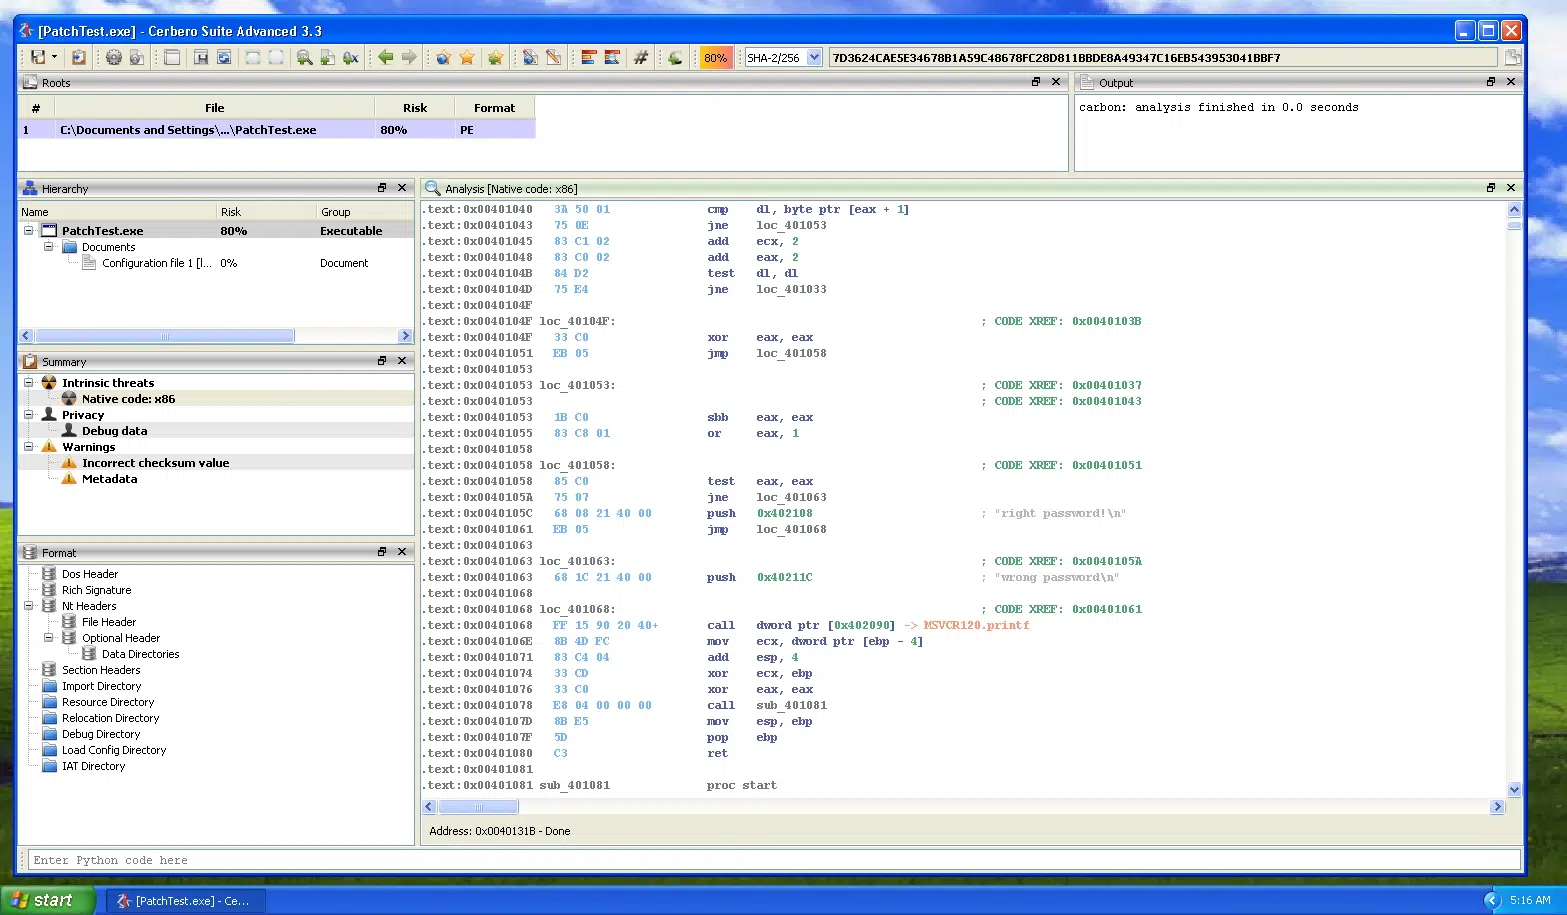 [PatchTest.exe] - Cerbero Suite Advanced 3.3
80% SHA-2/256 7D3624CAE5E34678B1A59C48678FC28D811BBDE8A49347C16EB543953041BBF7
Roots
# File Risk Format
1 C:\Documents and Settings\...\PatchTest.exe 80% PE
Output
carbon: analysis finished in 0.0 seconds
Hierarchy
Name Risk Group
PatchTest.exe 80% Executable
Documents
Configuration file 1 [I... 0% Document
Summary
Intrinsic threats
Native code: x86
Privacy
Debug data
Warnings
Incorrect checksum value
Metadata
Format
Dos Header
Rich Signature
Nt Headers
File Header
Optional Header
Data Directories
Section Headers
Import Directory
Resource Directory
Relocation Directory
Debug Directory
Load Config Directory
IAT Directory
Analysis [Native code: x86]
.text:0x00401040 3A 50 01 cmp dl, byte ptr [eax + 1]
.text:0x00401043 75 0E jne loc_401053
.text:0x00401045 83 C1 02 add ecx, 2
.text:0x00401048 83 C0 02 add eax, 2
.text:0x0040104B 84 D2 test dl, dl
.text:0x0040104D 75 E4 jne loc_401033
.text:0x0040104F
.text:0x0040104F loc_40104F: ; CODE XREF: 0x0040103B
.text:0x0040104F 33 C0 xor eax, eax
.text:0x00401051 EB 05 jmp loc_401058
.text:0x00401053
.text:0x00401053 loc_401053: ; CODE XREF: 0x00401037
.text:0x00401053 ; CODE XREF: 0x00401043
.text:0x00401053 1B C0 sbb eax, eax
.text:0x00401055 83 C8 01 or eax, 1
.text:0x00401058
.text:0x00401058 loc_401058: ; CODE XREF: 0x00401051
.text:0x00401058 85 C0 test eax, eax
.text:0x0040105A 75 07 jne loc_401063
.text:0x0040105C 68 08 21 40 00 push 0x402108 ; "right password!\n"
.text:0x00401061 EB 05 jmp loc_401068
.text:0x00401063
.text:0x00401063 loc_401063: ; CODE XREF: 0x0040105A
.text:0x00401063 68 1C 21 40 00 push 0x40211C ; "wrong password\n"
.text:0x00401068
.text:0x00401068 loc_401068: ; CODE XREF: 0x00401061
.text:0x00401068 FF 15 90 20 40+ call dword ptr [0x402090] -> MSVCR120.printf
.text:0x0040106E 8B 4D FC mov ecx, dword ptr [ebp - 4]
.text:0x00401071 83 C4 04 add esp, 4
.text:0x00401074 33 CD xor ecx, ebp
.text:0x00401076 33 C0 xor eax, eax
.text:0x00401078 E8 04 00 00 00 call sub_401081
.text:0x0040107D 8B E5 mov esp, ebp
.text:0x0040107F 5D pop ebp
.text:0x00401080 C3 ret
.text:0x00401081
.text:0x00401081 sub_401081 proc start
Address: 0x0040131B - Done
Enter Python code here
start [PatchTest.exe] - Ce... 5:16 AM